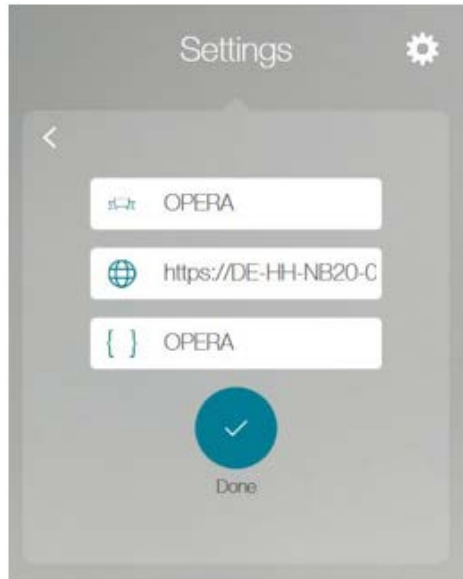 Settings
OPERA
https://DE-HH-NB20-C
{ } OPERA
Done